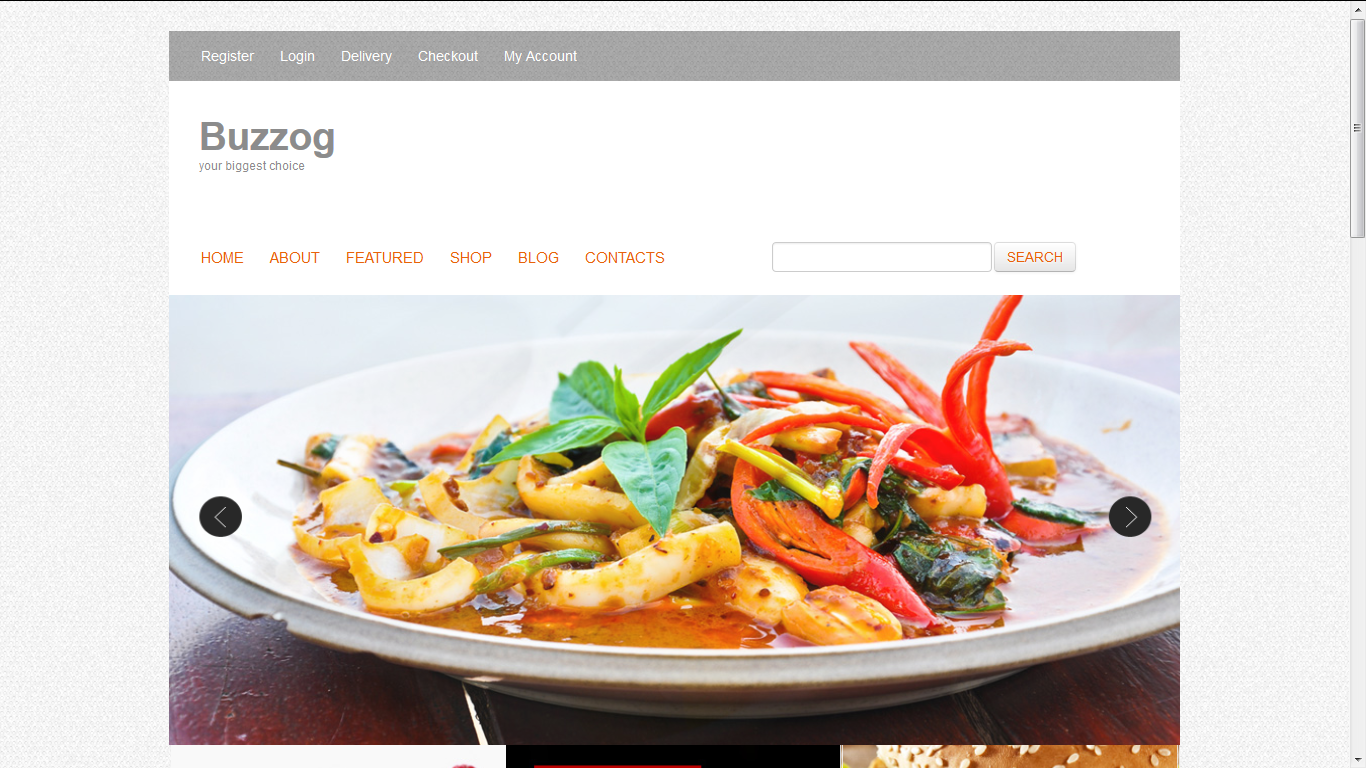 Register Login Delivery Checkout My Account
Buzzog
your biggest choice
HOME ABOUT FEATURED SHOP BLOG CONTACTS SEARCH